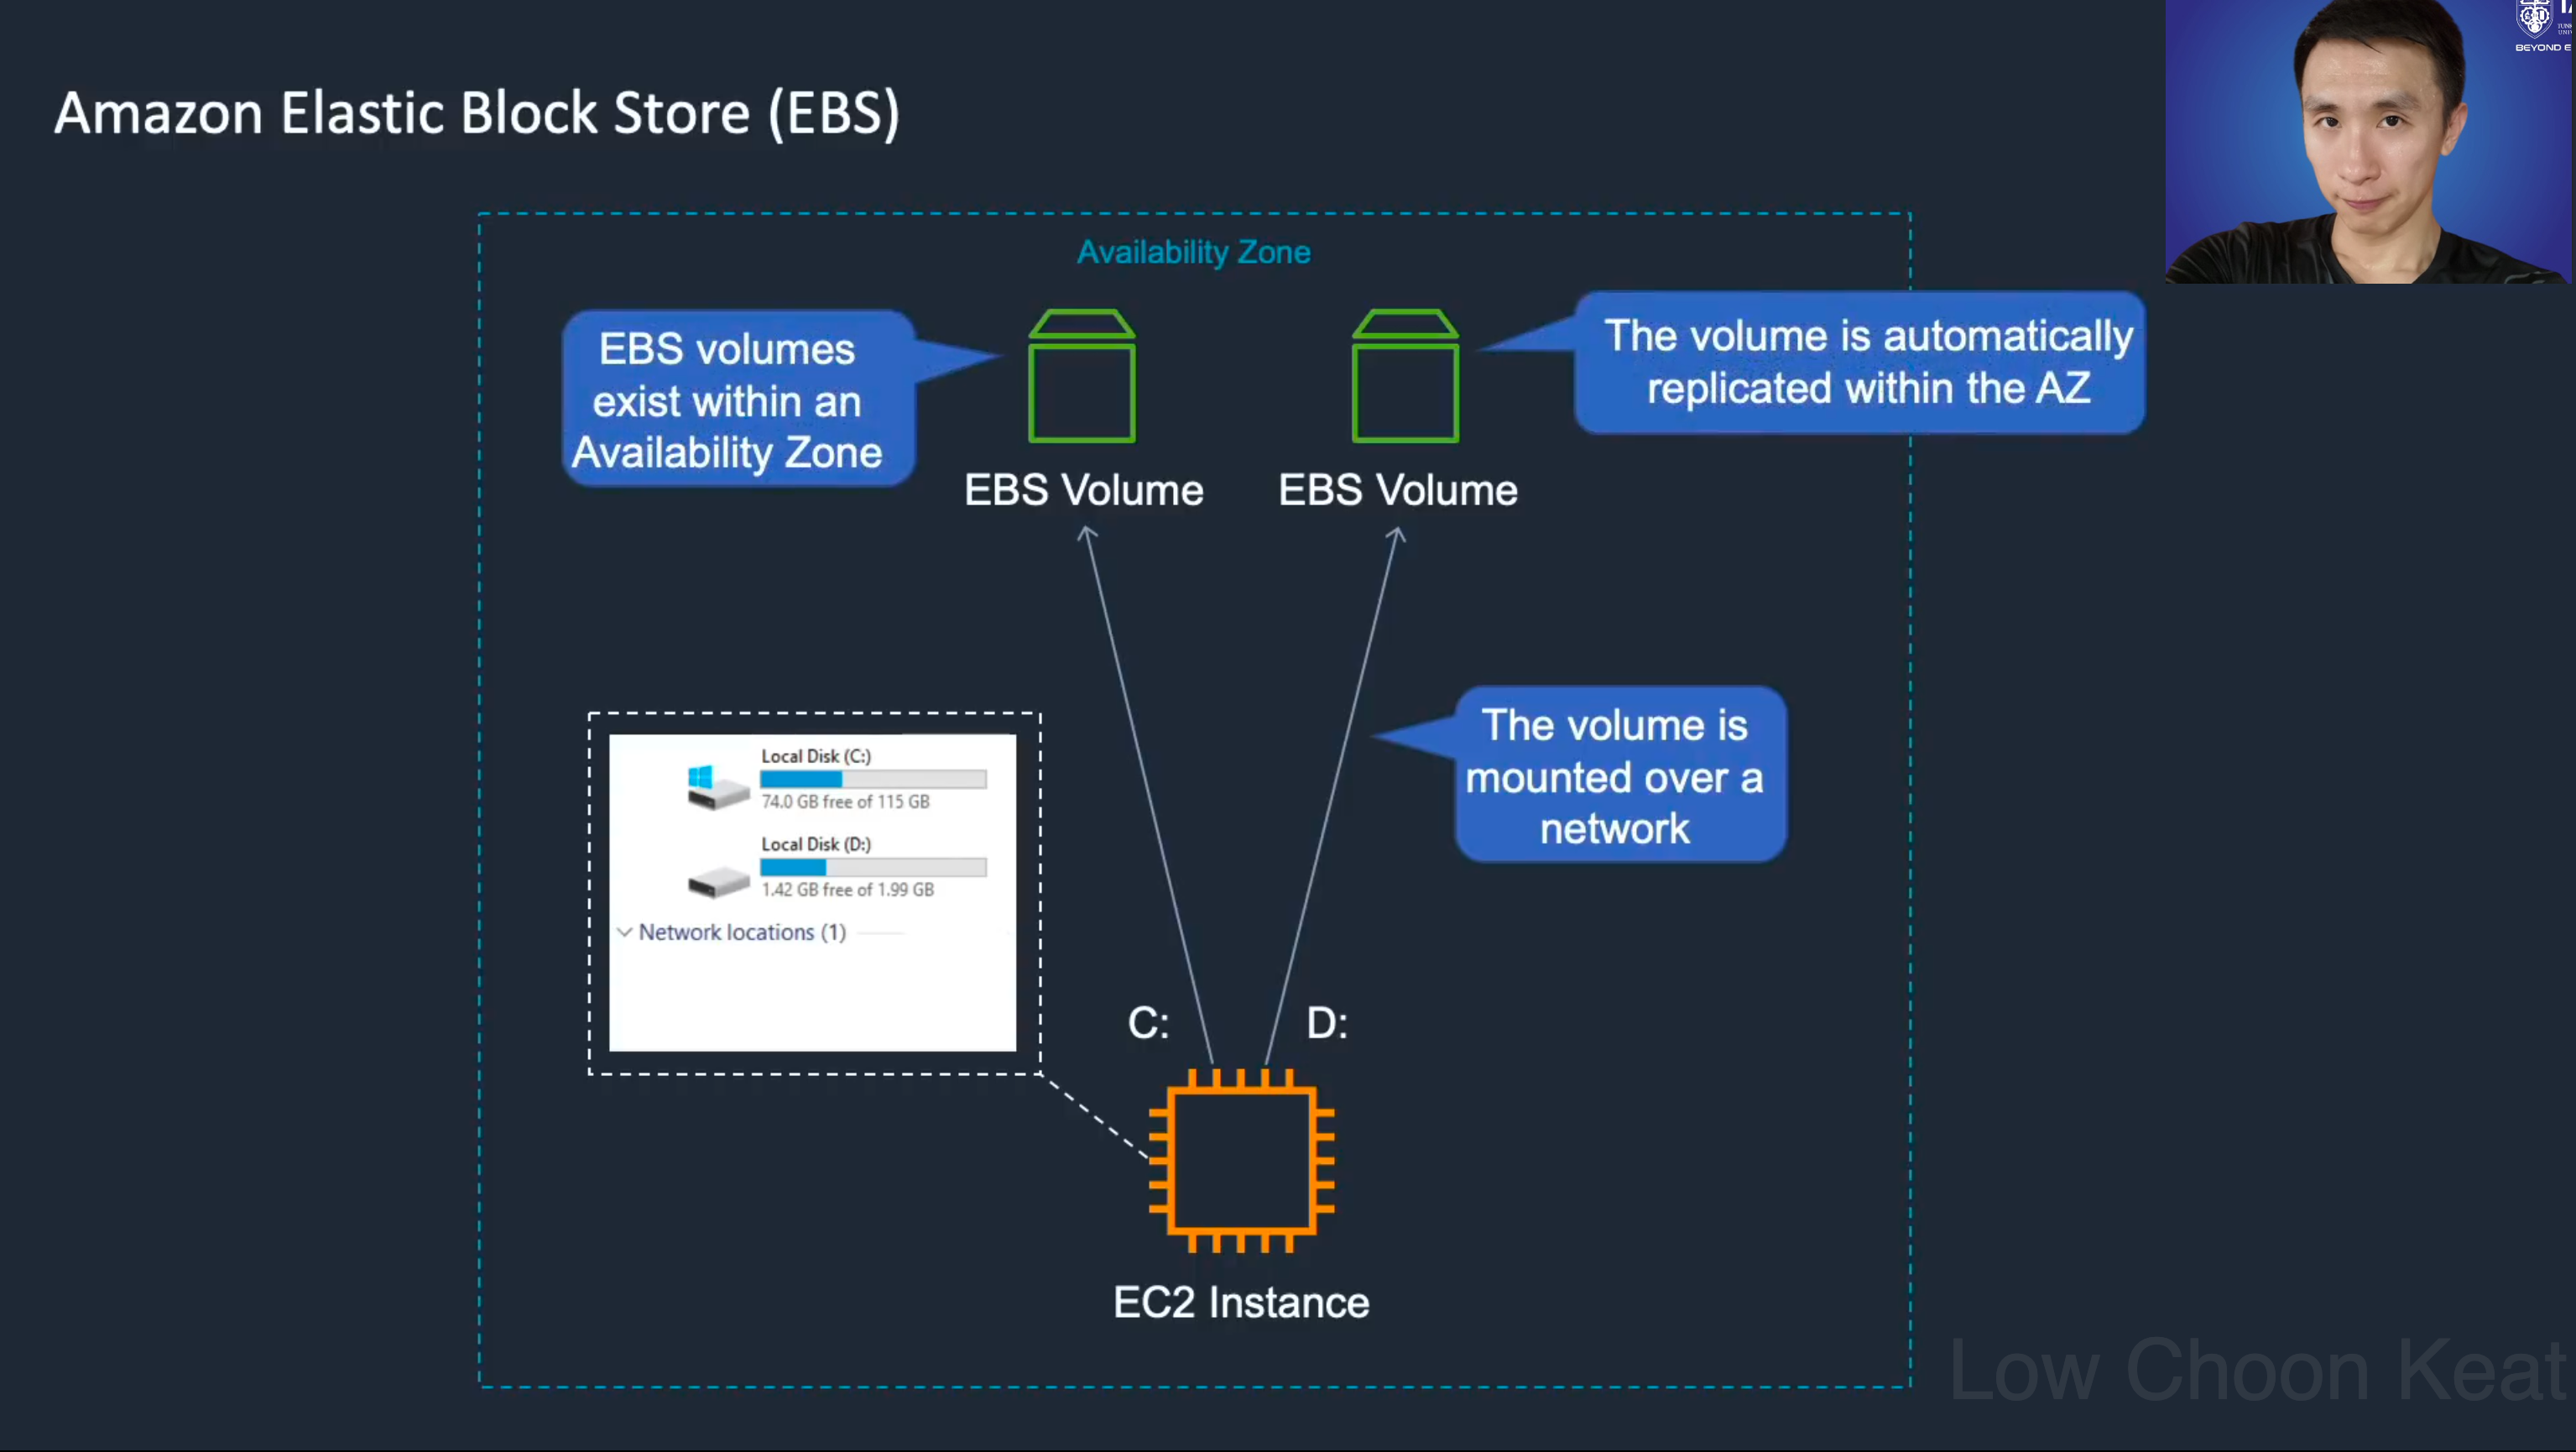 Amazon Elastic Block Store (EBS)
BEYOND E
Availability Zone
EBS volumes
exist within an
Availability Zone
The volume is automatically
replicated within the AZ
EBS Volume
EBS Volume
The volume is
mounted over a
network
Local Disk (C:)
74.0 GB free of 115 GB
Local Disk (D:)
1.42 GB free of 1.99 GB
Network locations (1)
C:
D:
EC2 Instance
Low Choon Keat